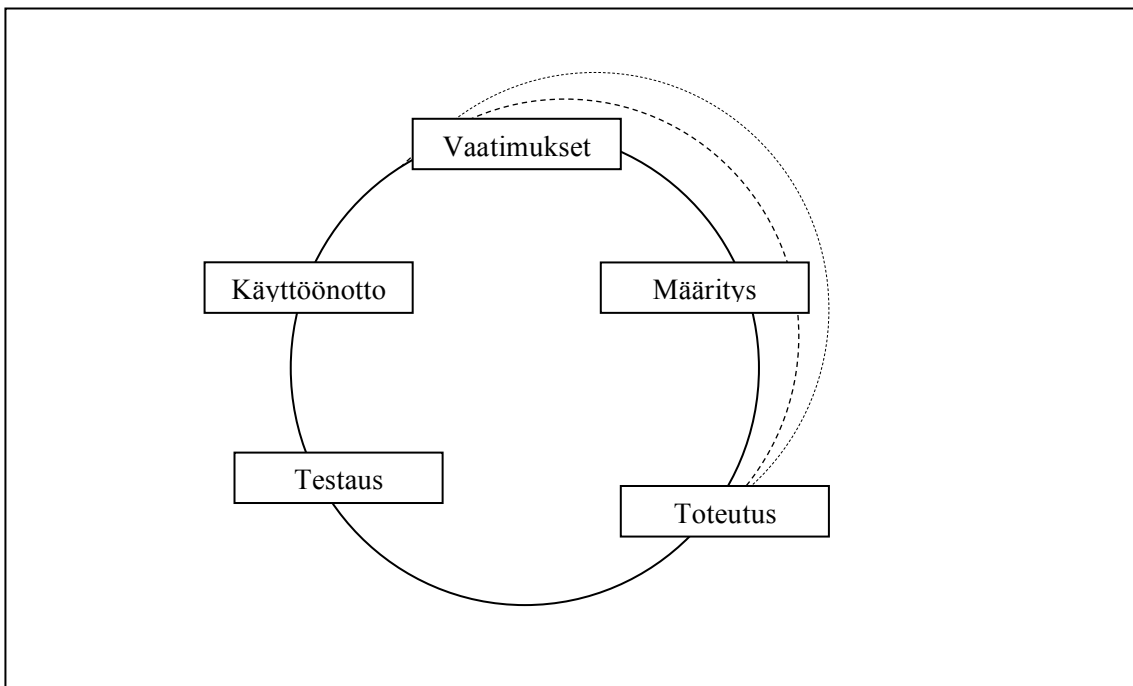 Vaatimukset
Käyttöönotto
Määritys
Testaus
Toteutus